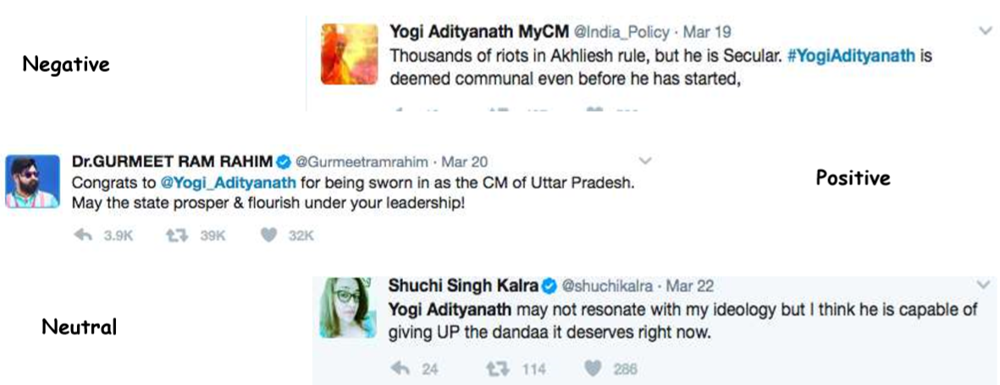 Yogi Adityanath MyCM @India_Policy · Mar 19
Negative
Thousands of riots in Akhliesh rule, but he is Secular. #YogiAdityanath is
deemed communal even before he has started,
Dr.GURMEET RAM RAHIM @Gurmeetramrahim · Mar 20
Congrats to @Yogi_Adityanath for being sworn in as the CM of Uttar Pradesh.
Positive
May the state prosper & flourish under your leadership!
3.9K 39K 32K
Shuchi Singh Kalra @shuchikalra · Mar 22
Yogi Adityanath may not resonate with my ideology but I think he is capable of
Neutral
giving UP the dandaa it deserves right now.
24 114 286